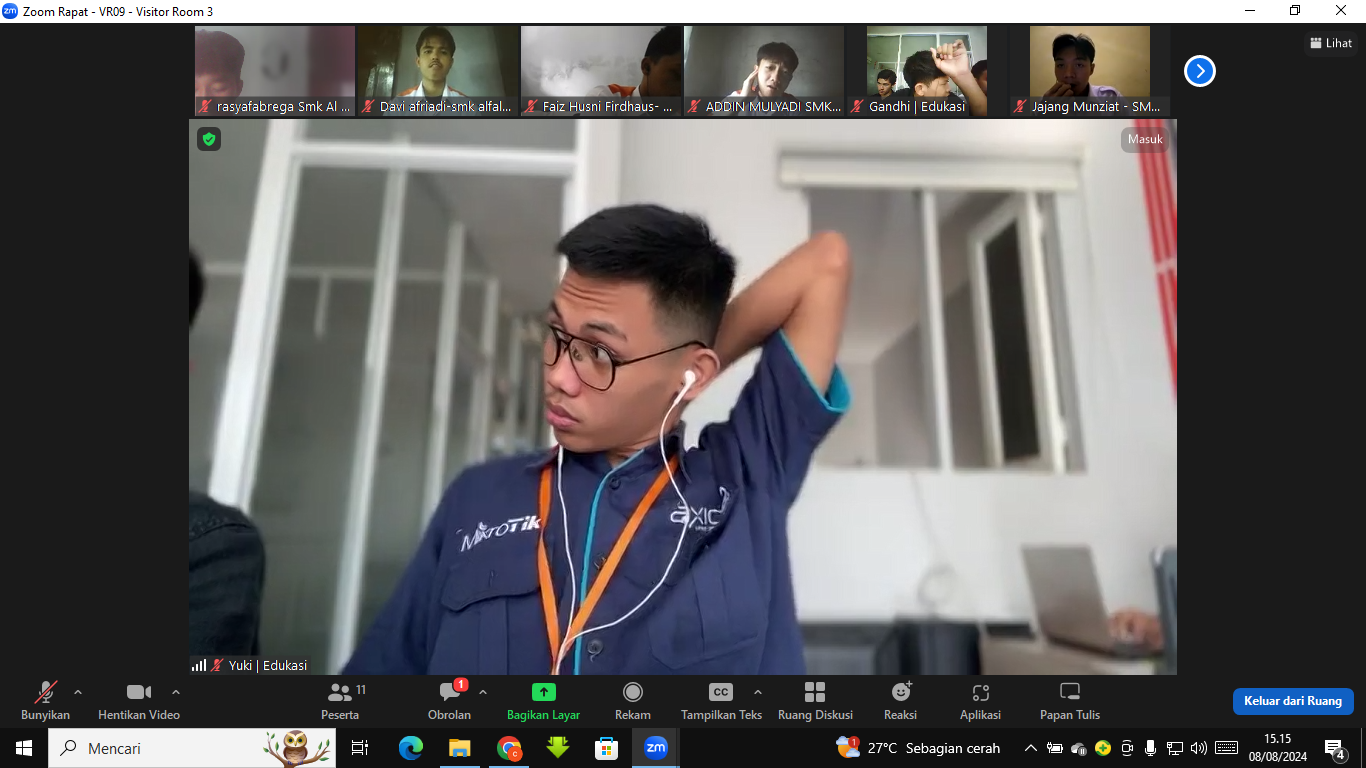 Zoom Rapat - VR09 - Visitor Room 3
Lihat
rasyafabrega Smk Al ...
Davi afriadi-smk alfal...
Faiz Husni Firdhaus- ...
ADDIN MULYADI SMK...
Gandhi | Edukasi
Jajang Munziat - SM...
Masuk
MikroTik
Yuki | Edukasi
Bunyikan
Hentikan Video
11
Peserta
1
Obrolan
Bagikan Layar
Rekam
CC
Tampilkan Teks
Ruang Diskusi
Reaksi
Aplikasi
Papan Tulis
Keluar dari Ruang
Mencari
zm
1
27°C Sebagian cerah
15.15
08/08/2024
4